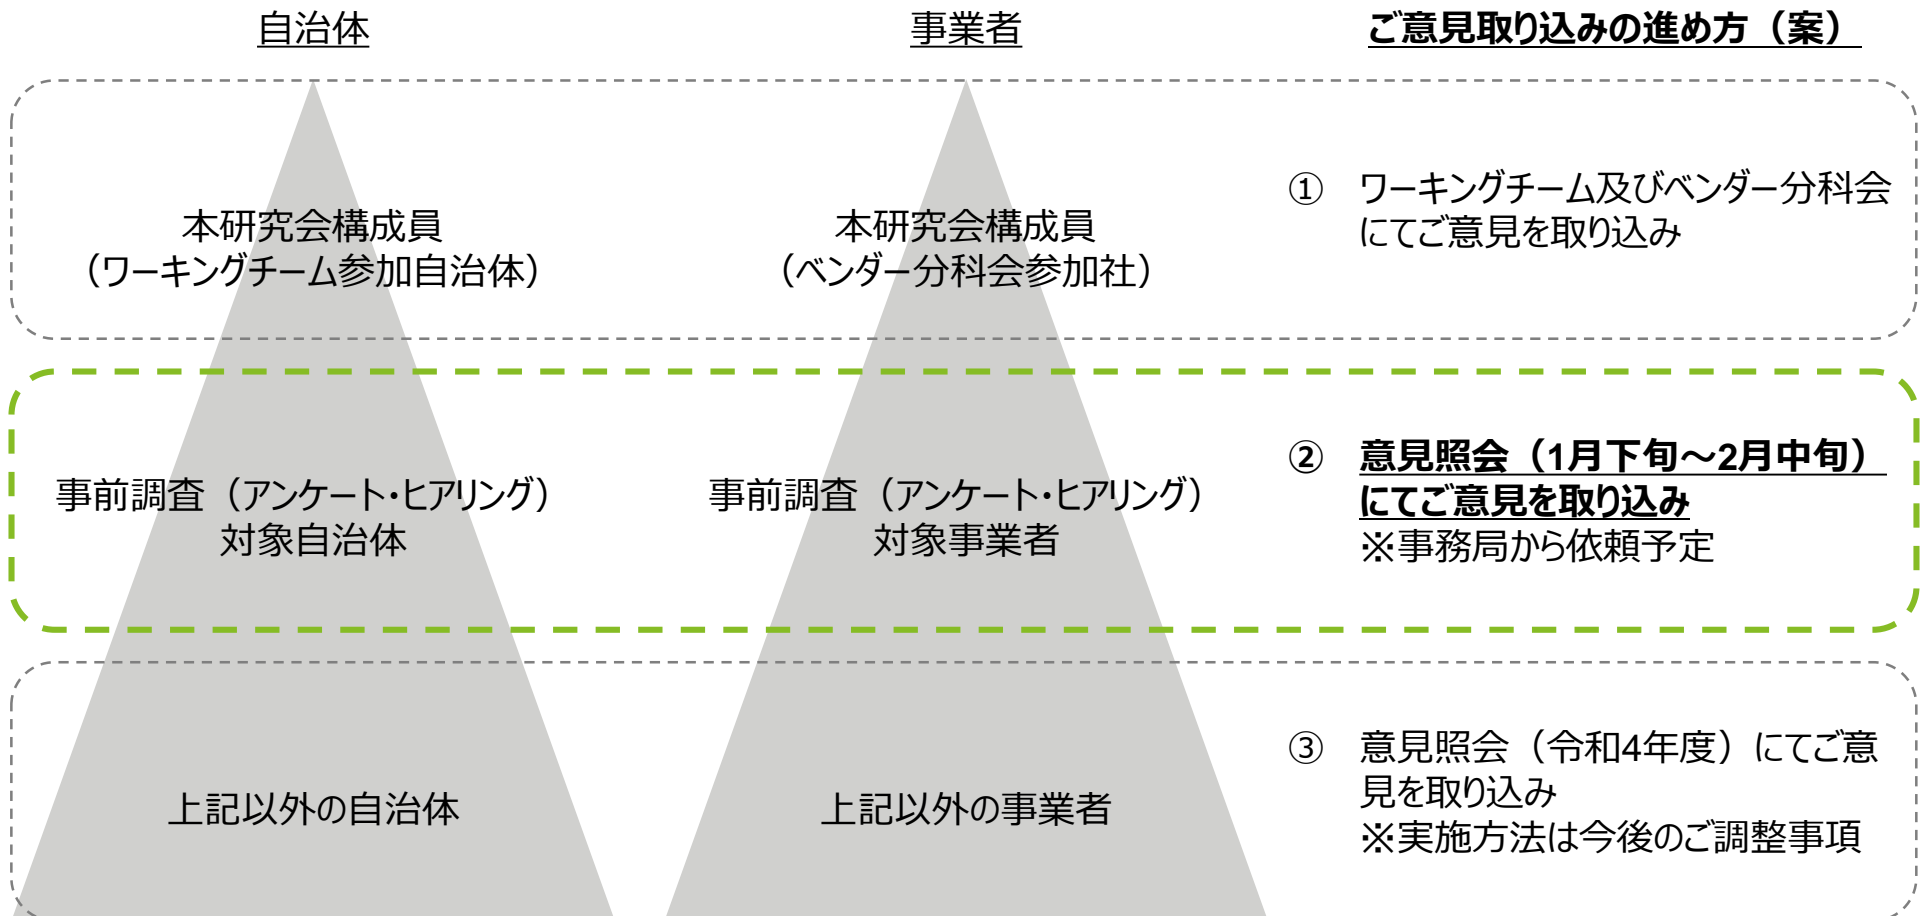 自治体
事業者
ご意見取り込みの進め方（案）
本研究会構成員
（ワーキングチーム参加自治体）
本研究会構成員
（ベンダー分科会参加社）
① ワーキングチーム及びベンダー分科会
にてご意見を取り込み
事前調査（アンケート・ヒアリング）
対象自治体
事前調査（アンケート・ヒアリング）
対象事業者
② 意見照会（1月下旬～2月中旬）
にてご意見を取り込み
※事務局から依頼予定
上記以外の自治体
上記以外の事業者
③ 意見照会（令和4年度）にてご意
見を取り込み
※実施方法は今後のご調整事項